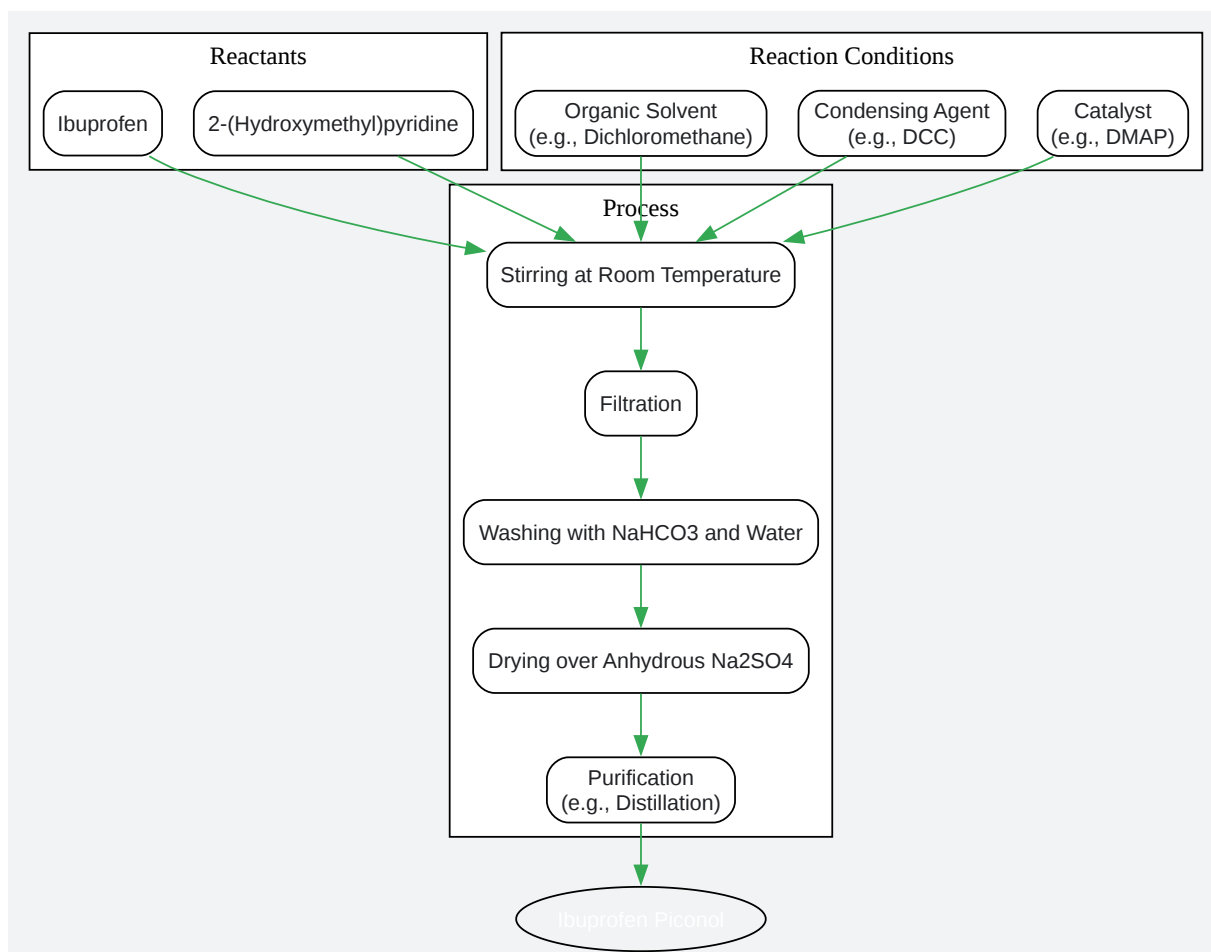 Reactants
Reaction Conditions
Ibuprofen
2-(Hydroxymethyl)pyridine
Organic Solvent
(e.g., Dichloromethane)
Condensing Agent
(e.g., DCC)
Catalyst
(e.g., DMAP)
Process
Stirring at Room Temperature
Filtration
Washing with NaHCO3 and Water
Drying over Anhydrous Na2SO4
Purification
(e.g., Distillation)
Ibuprofen Piconol